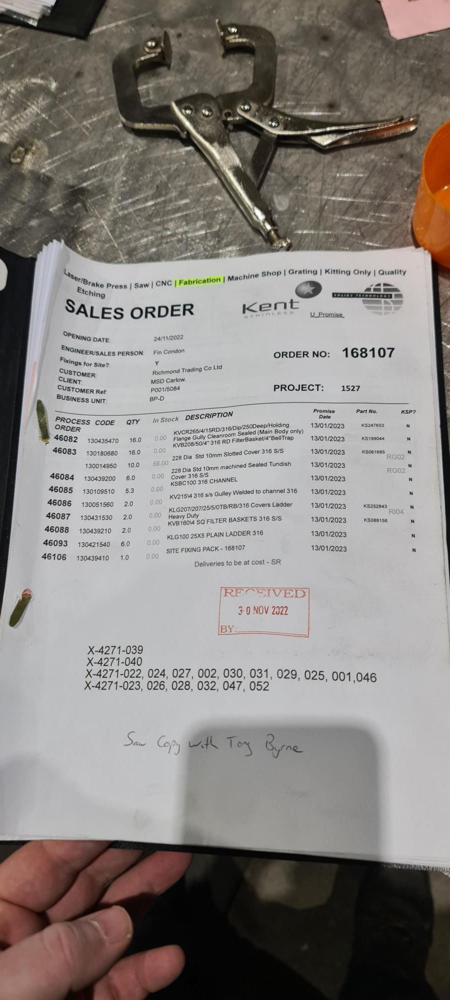 Laser/Brake Press | Saw | CNC | Fabrication | Machine Shop | Grating | Kitting Only | Quality
Etching
SALES ORDER
Kent
STAINLESS
SOLIDS TECHNOLOGY
U_Promise_
OPENING DATE: 24/11/2022
ENGINEER/SALES PERSON: Fin Condon
ORDER NO: 168107
Fixings for Site?: Y
CUSTOMER: Richmond Trading Co Ltd
CLIENT: MSD Carlow.
CUSTOMER Ref: P001/5084
PROJECT: 1527
BUSINESS UNIT: BP-D
PROCESS ORDER CODE QTY In Stock DESCRIPTION Promise Date Part No. KSP?
46082 130435470 16.0 0.00 KVCR265/4/15RD/316/Dip/250Deep/Holding 13/01/2023 KS247653 N
Flange Gully Cleanroom Sealed (Main Body only)
46083 130180680 16.0 0.00 KVB208/50/4" 316 RD FilterBasket/4"BellTrap 13/01/2023 KS199044 N
130014950 10.0 58.00 228 Dia Std 10mm Slotted Cover 316 S/S 13/01/2023 KS061685 N
RG02
46084 130439200 6.0 0.00 228 Dia Std 10mm machined Sealed Tundish 13/01/2023 N
Cover 316 S/S RG02
46085 130109510 5.3 0.00 KSBC100 316 CHANNEL 13/01/2023 N
46086 130051560 2.0 0.00 KV215\4 316 s/s Gulley Welded to channel 316 13/01/2023 N
46087 130431530 2.0 0.00 KLG207/207/25/5/0TB/RB/316 Covers Ladder 13/01/2023 KS252843 N
Heavy Duty RI04
46088 130439210 2.0 0.00 KVB160\4 SQ FILTER BASKETS 316 S/S 13/01/2023 KS088156 N
46093 130421540 6.0 0.00 KLG100 25X5 PLAIN LADDER 316 13/01/2023 N
46106 130439410 1.0 0.00 SITE FIXING PACK - 168107 13/01/2023 N
Deliveries to be at cost - SR
RECEIVED
30 NOV 2022
BY:
X-4271-039
X-4271-040
X-4271-022, 024, 027, 002, 030, 031, 029, 025, 001,046
X-4271-023, 026, 028, 032, 047, 052
Saw Copy with Tony Byrne